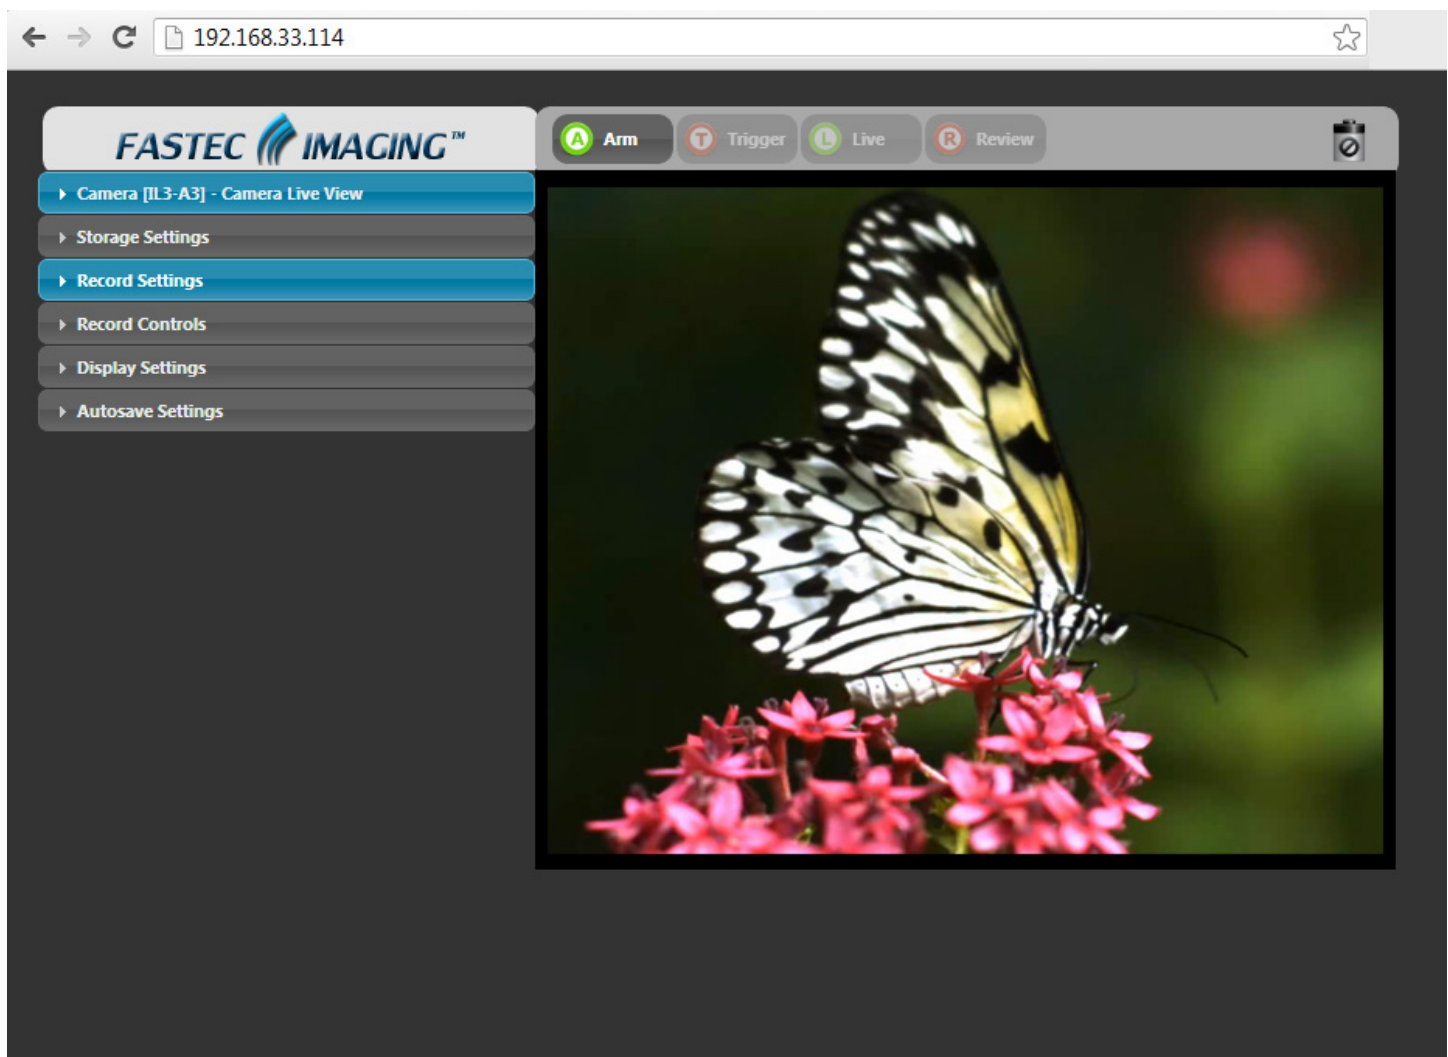 192.168.33.114
FASTEC IMAGING™
A Arm T Trigger L Live R Review
Camera [IL3-A3] - Camera Live View
Storage Settings
Record Settings
Record Controls
Display Settings
Autosave Settings